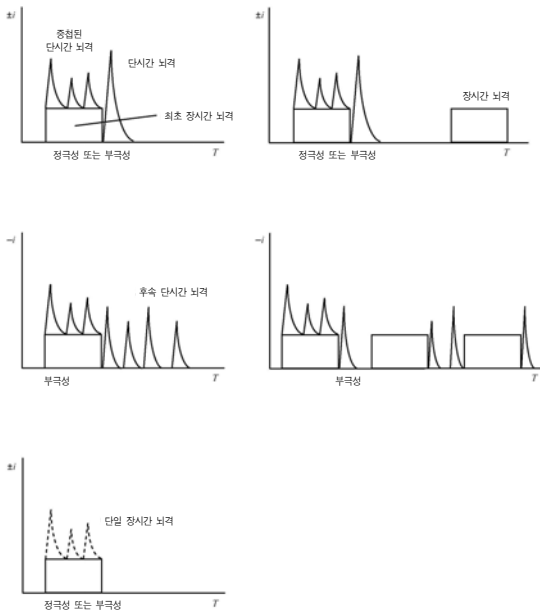 ±i
중첩된
단시간 뇌격
단시간 뇌격
최초 장시간 뇌격
정극성 또는 부극성
T
±i
장시간 뇌격
정극성 또는 부극성
T
−i
후속 단시간 뇌격
부극성
T
−i
부극성
T
±i
단일 장시간 뇌격
정극성 또는 부극성
T